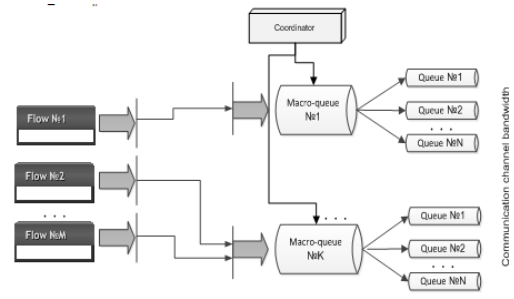 Coordinator
Flow №1
Flow №2
. . .
Flow №M
Macro-queue
№1
. . .
Macro-queue
№K
Queue №1
Queue №2
. . .
Queue №N
Queue №1
Queue №2
. . .
Queue №N
Communication channel bandwidth